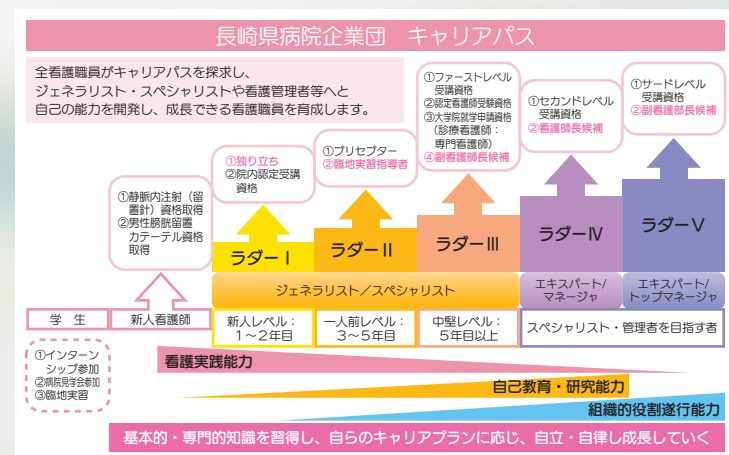 長崎県病院企業団　キャリアパス
全看護職員がキャリアパスを探求し、
ジェネラリスト・スペシャリストや看護管理者等へと
自己の能力を開発し、成長できる看護職員を育成します。
①静脈内注射（留
置針）資格取得
②男性膀胱留置
カテーテル資格
取得
①独り立ち
②院内認定受講
資格
①プリセプター
②臨地実習指導者
①ファーストレベル
受講資格
②認定看護師受験資格
③大学院就学申請資格
（診療看護師：
専門看護師）
④副看護師長候補
①セカンドレベル
受講資格
②看護師長候補
①サードレベル
受講資格
②副看護部長候補
ラダーⅠ
ラダーⅡ
ラダーⅢ
ラダーⅣ
ラダーⅤ
ジェネラリスト／スペシャリスト
エキスパート/
マネージャ
エキスパート/
トップマネージャ
学 生
新人看護師
新人レベル：
1～2年目
一人前レベル：
3～5年目
中堅レベル：
5年目以上
スペシャリスト・管理者を目指す者
①インターン
シップ参加
②病院見学会参加
③臨地実習
看護実践能力
自己教育・研究能力
組織的役割遂行能力
基本的・専門的知識を習得し、自らのキャリアプランに応じ、自立・自律し成長していく